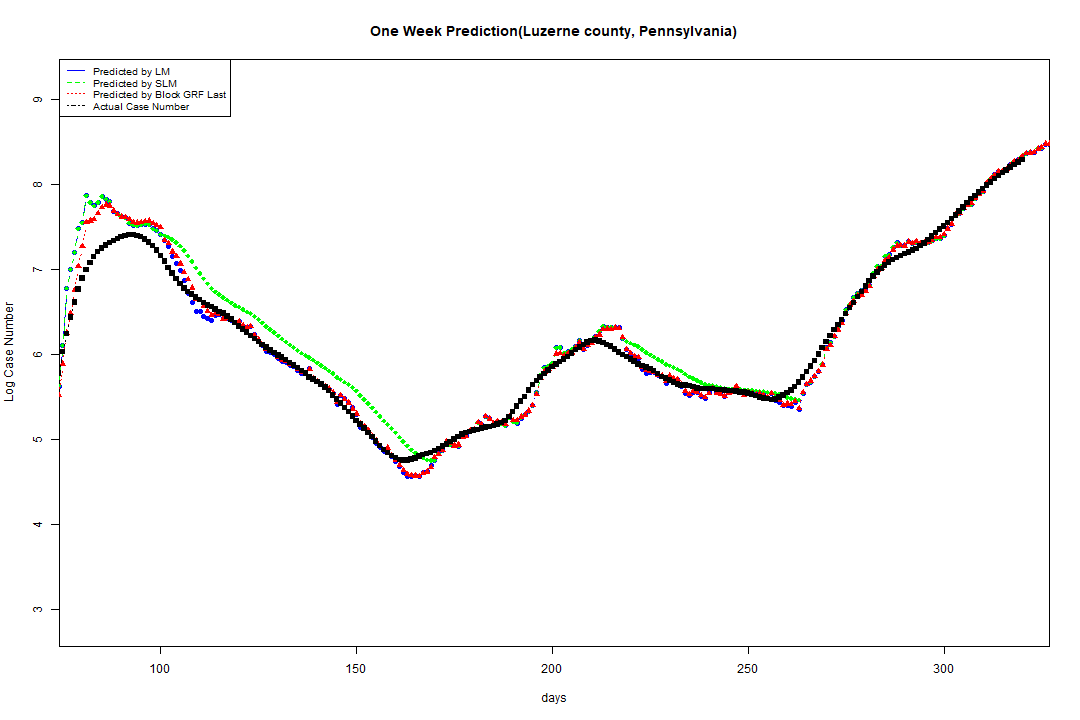 One Week Prediction(Luzerne county, Pennsylvania)
Predicted by LM
Predicted by SLM
Predicted by Block GRF Last
Actual Case Number
Log Case Number
9
8
7
6
5
4
3
100
150
200
250
300
days